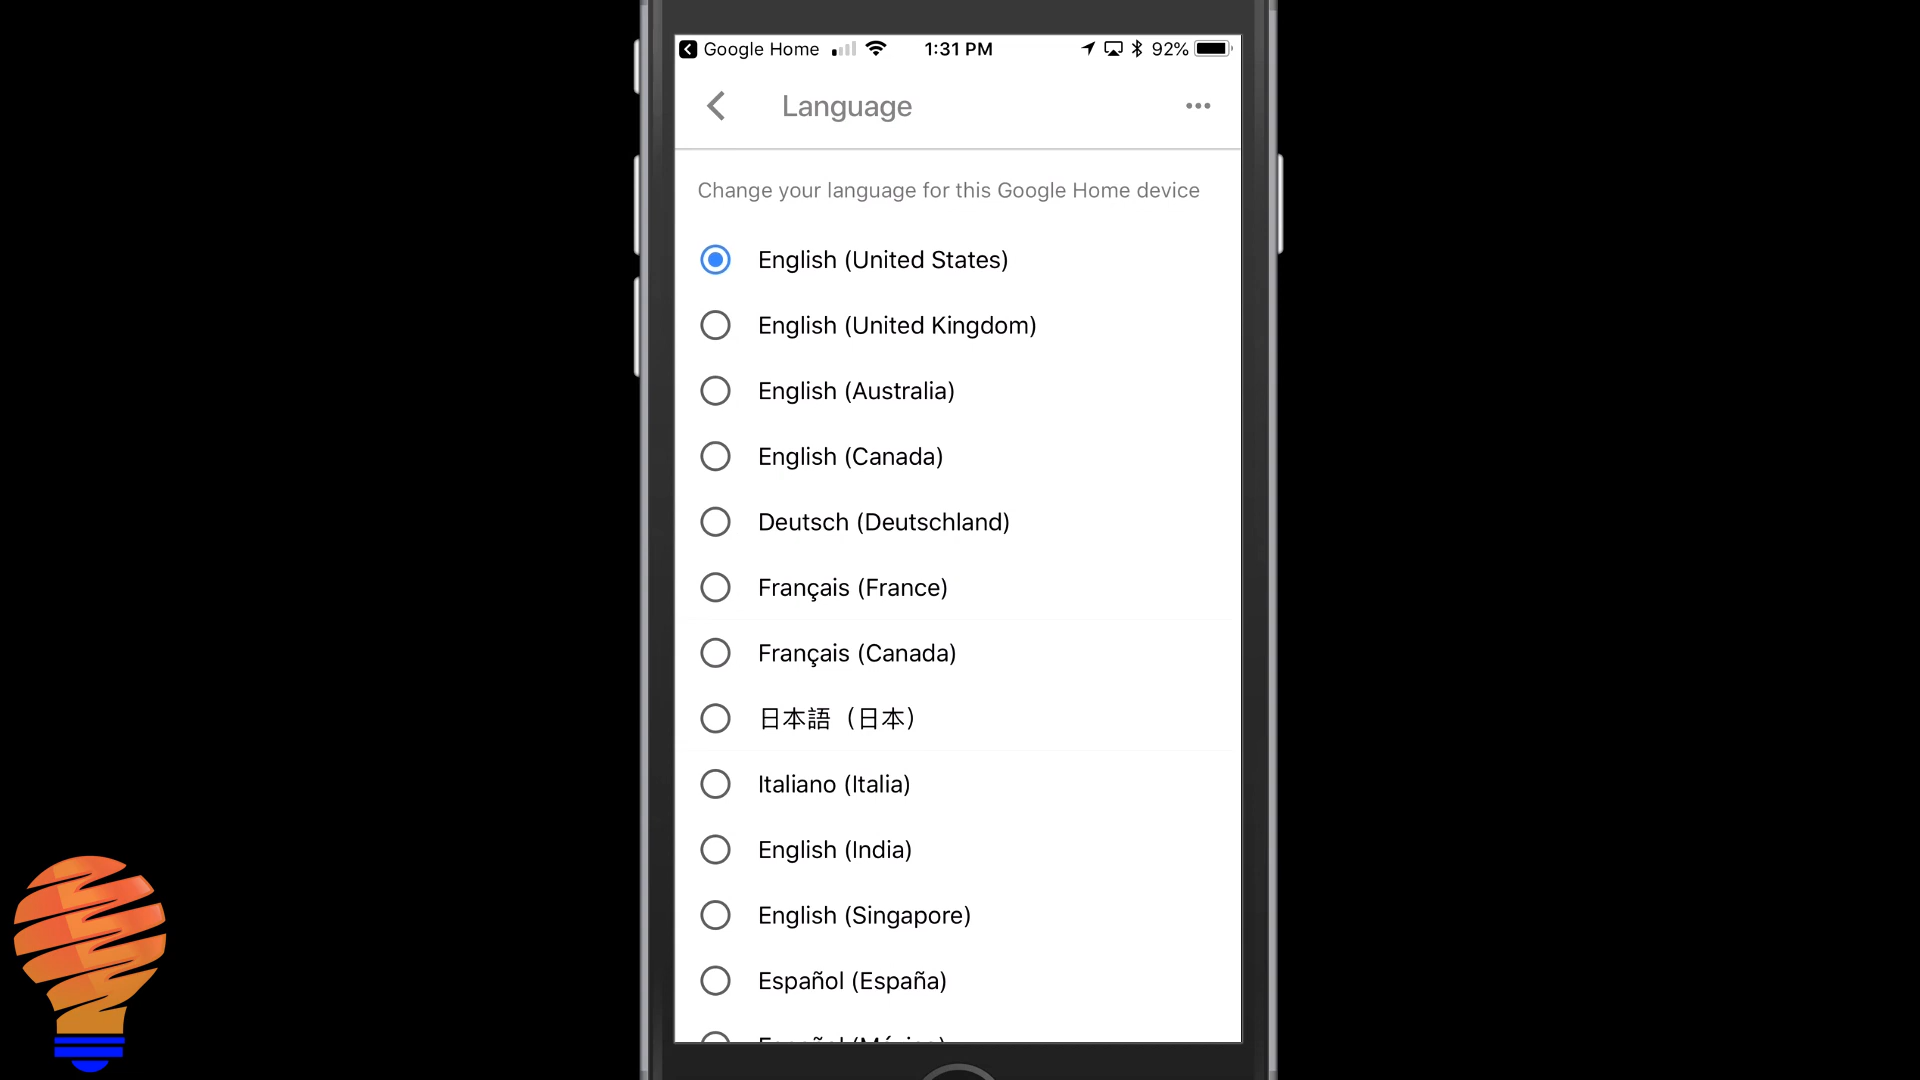 Google Home 1:31 PM 92%
Language
Change your language for this Google Home device
English (United States)
English (United Kingdom)
English (Australia)
English (Canada)
Deutsch (Deutschland)
Français (France)
Français (Canada)
日本語（日本）
Italiano (Italia)
English (India)
English (Singapore)
Español (España)